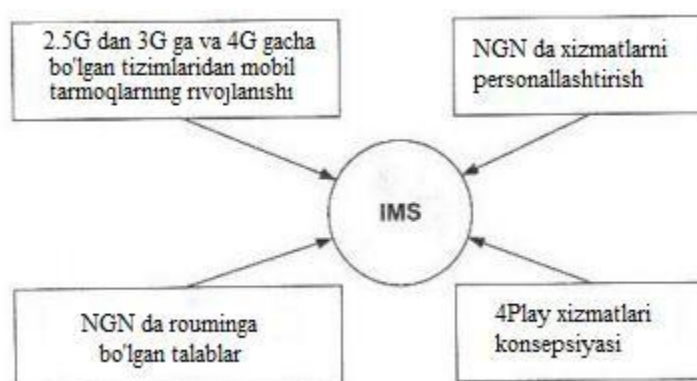 2.5G dan 3G ga va 4G gacha
bo'lgan tizimlaridan mobil
tarmoqlarning rivojlanishi
NGN da xizmatlarni
personallashtirish
IMS
NGN da rouminga
bo'lgan talablar
4Play xizmatlari
konsepsiyasi